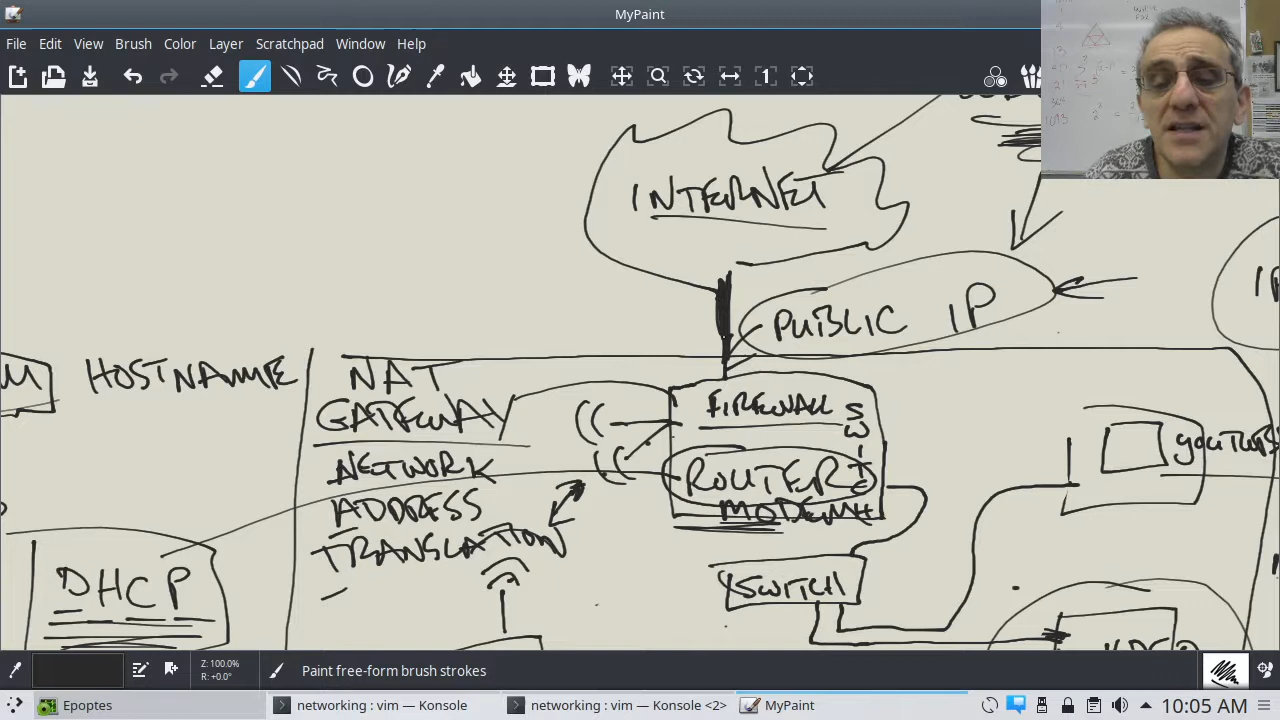 MyPaint
File Edit View Brush Color Layer Scratchpad Window Help
INTERNET
PUBLIC IP
HOSTNAME
NAT
GATEWAY
NETWORK
ADDRESS
TRANSLATION
FIREWALL
SWITCH
ROUTER
MODEM
DHCP
SWITCH
Z: 100.0%
R: +0.0°
Paint free-form brush strokes
Epoptes
networking : vim — Konsole
networking : vim — Konsole <2>
MyPaint
10:05 AM